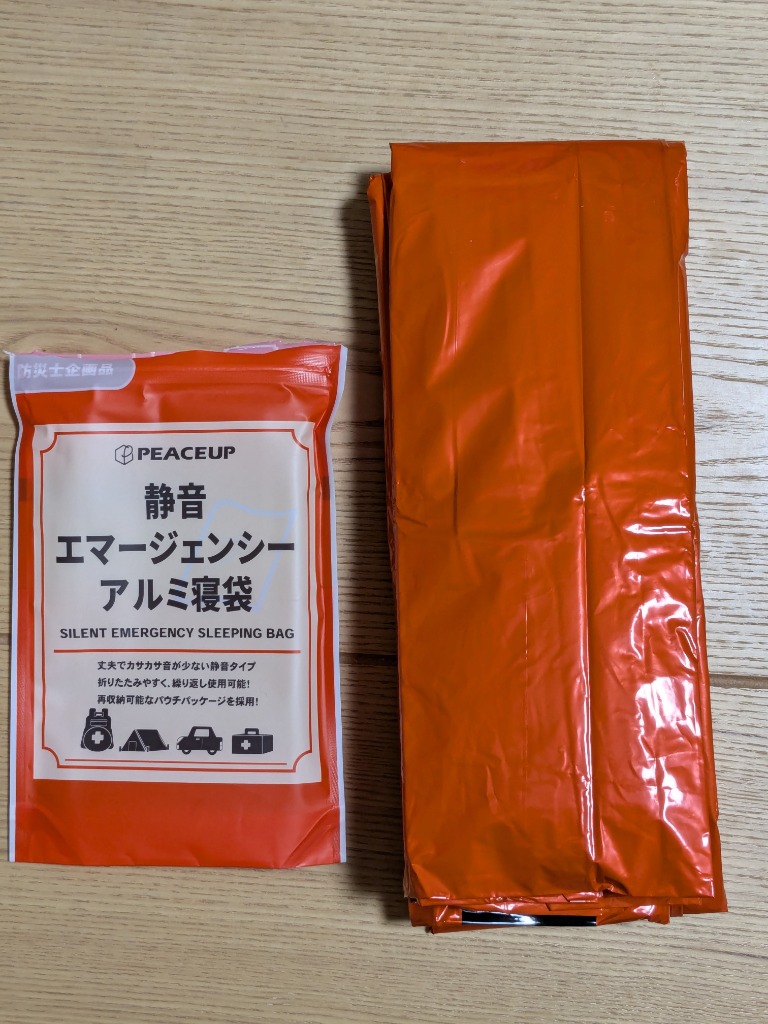 防災士企画品
PEACEUP
静音
エマージェンシー
アルミ寝袋
SILENT EMERGENCY SLEEPING BAG
丈夫でカサカサ音が少ない静音タイプ
折りたたみやすく、繰り返し使用可能!
再収納可能なパウチパッケージを採用!